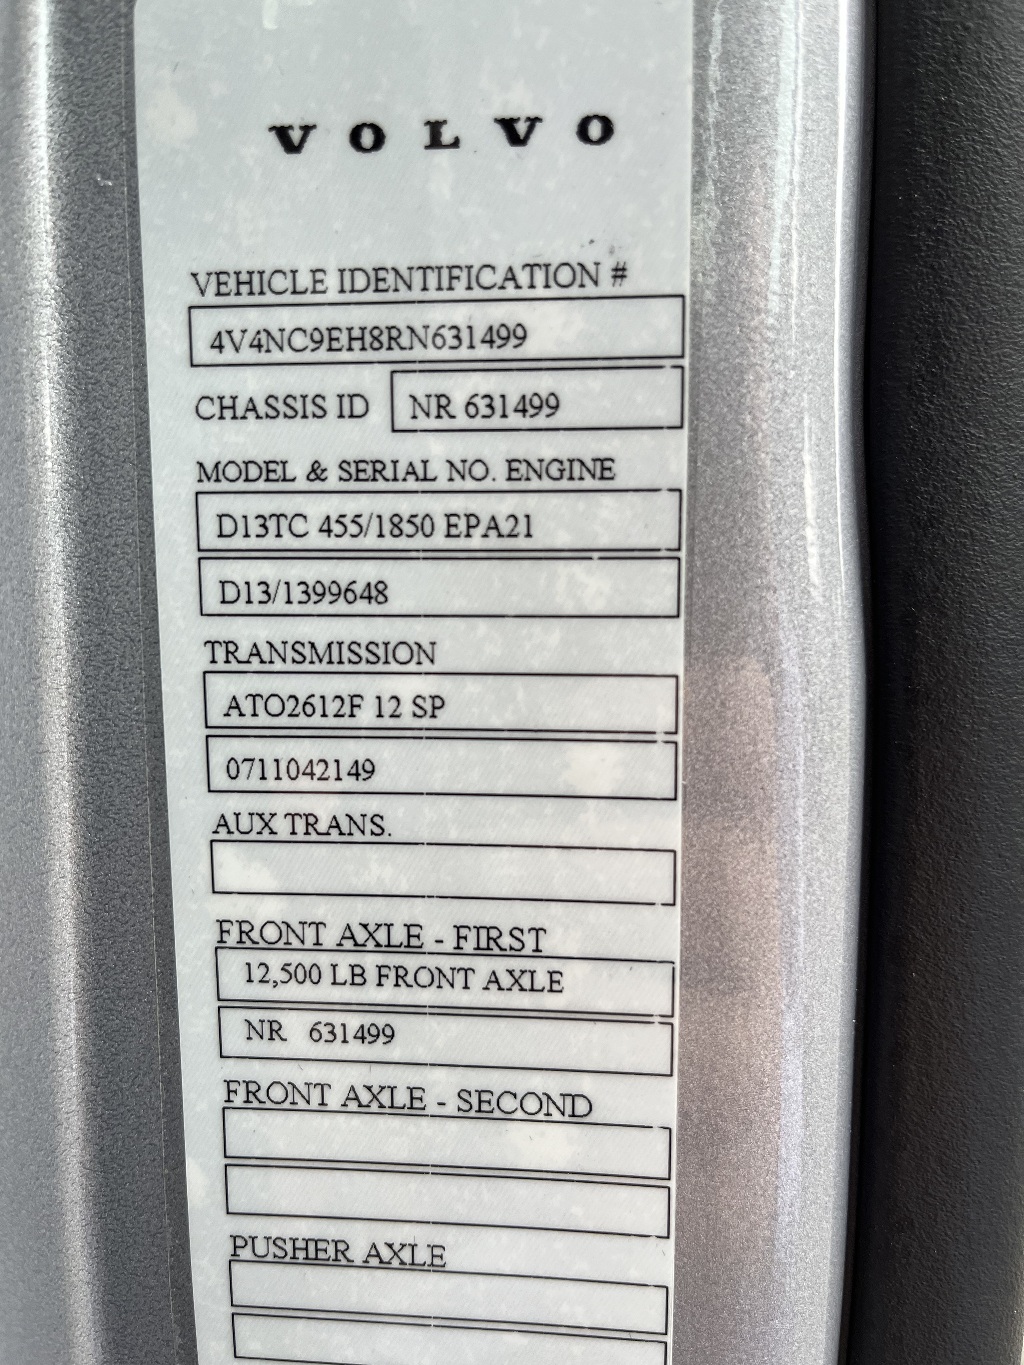 VOLVO
VEHICLE IDENTIFICATION #
4V4NC9EH8RN631499
CHASSIS ID NR 631499
MODEL & SERIAL NO. ENGINE
D13TC 455/1850 EPA21
D13/1399648
TRANSMISSION
ATO2612F 12 SP
0711042149
AUX TRANS.
FRONT AXLE - FIRST
12,500 LB FRONT AXLE
NR 631499
FRONT AXLE - SECOND
PUSHER AXLE